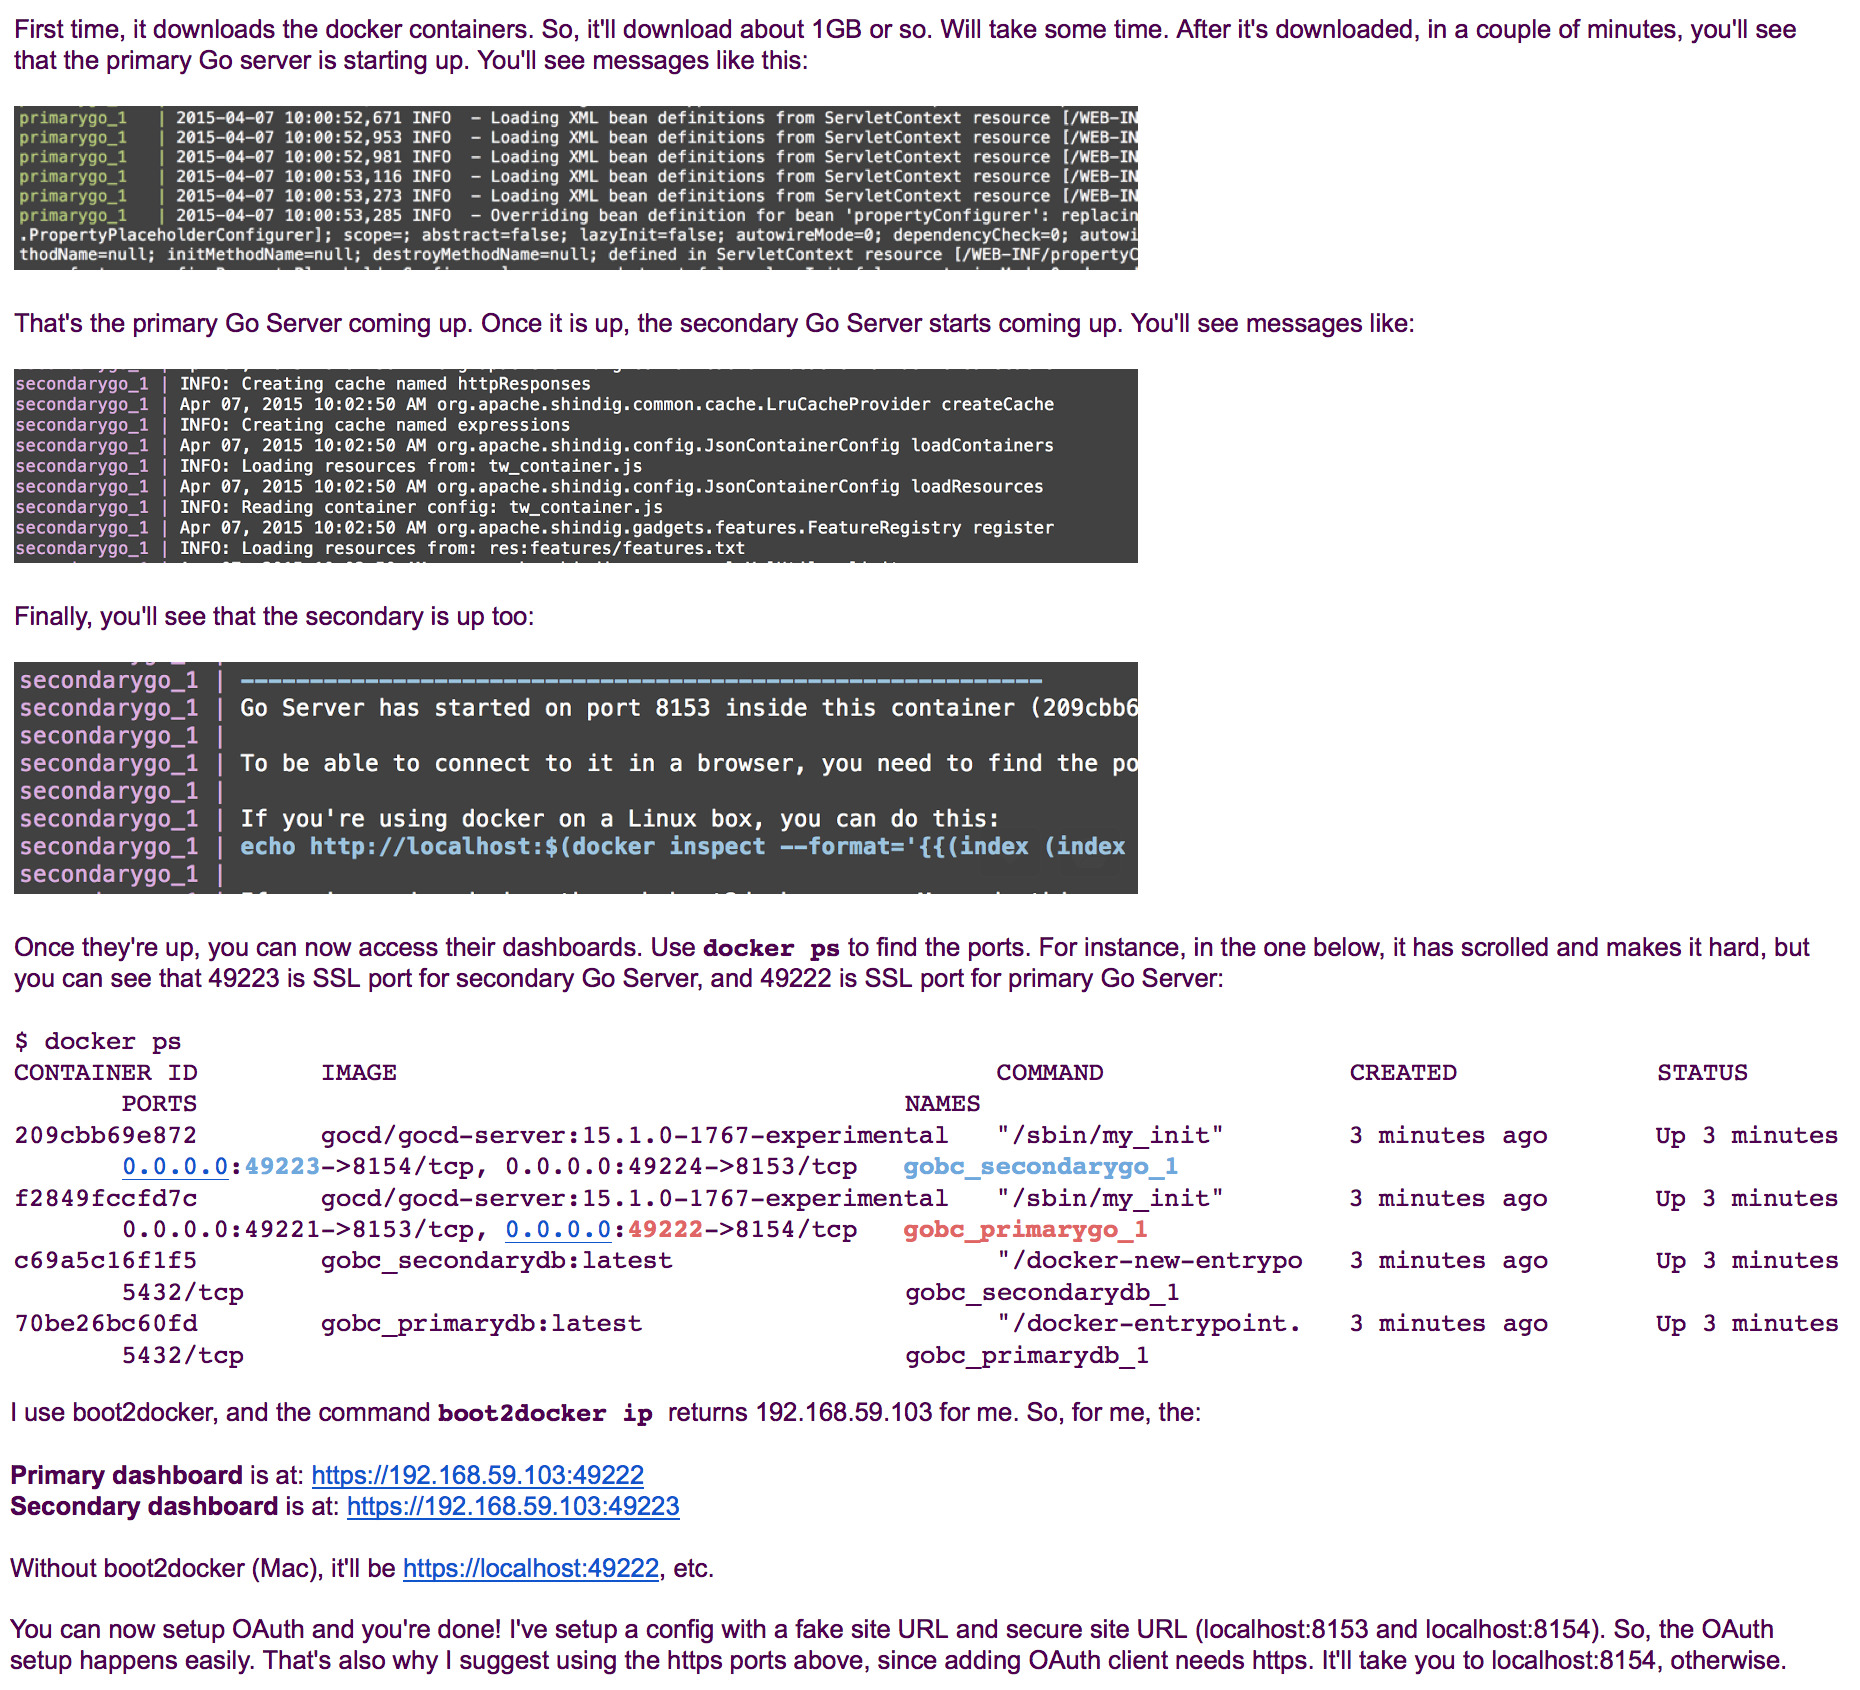 First time, it downloads the docker containers. So, it'll download about 1GB or so. Will take some time. After it's downloaded, in a couple of minutes, you'll see
that the primary Go server is starting up. You'll see messages like this:
primarygo_1 | 2015-04-07 10:00:52,671 INFO - Loading XML bean definitions from ServletContext resource [/WEB-IN
primarygo_1 | 2015-04-07 10:00:52,953 INFO - Loading XML bean definitions from ServletContext resource [/WEB-IN
primarygo_1 | 2015-04-07 10:00:52,981 INFO - Loading XML bean definitions from ServletContext resource [/WEB-IN
primarygo_1 | 2015-04-07 10:00:53,116 INFO - Loading XML bean definitions from ServletContext resource [/WEB-IN
primarygo_1 | 2015-04-07 10:00:53,273 INFO - Loading XML bean definitions from ServletContext resource [/WEB-IN
primarygo_1 | 2015-04-07 10:00:53,285 INFO - Overriding bean definition for bean 'propertyConfigurer': replacin
.PropertyPlaceholderConfigurer]; scope=; abstract=false; lazyInit=false; autowireMode=0; dependencyCheck=0; autowi
thodName=null; initMethodName=null; destroyMethodName=null; defined in ServletContext resource [/WEB-INF/propertyC
That's the primary Go Server coming up. Once it is up, the secondary Go Server starts coming up. You'll see messages like:
secondarygo_1 | INFO: Creating cache named httpResponses
secondarygo_1 | Apr 07, 2015 10:02:50 AM org.apache.shindig.common.cache.LruCacheProvider createCache
secondarygo_1 | INFO: Creating cache named expressions
secondarygo_1 | Apr 07, 2015 10:02:50 AM org.apache.shindig.config.JsonContainerConfig loadContainers
secondarygo_1 | INFO: Loading resources from: tw_container.js
secondarygo_1 | Apr 07, 2015 10:02:50 AM org.apache.shindig.config.JsonContainerConfig loadResources
secondarygo_1 | INFO: Reading container config: tw_container.js
secondarygo_1 | Apr 07, 2015 10:02:50 AM org.apache.shindig.gadgets.features.FeatureRegistry register
secondarygo_1 | INFO: Loading resources from: res:features/features.txt
Finally, you'll see that the secondary is up too:
secondarygo_1 | ----------------------------------------------------------
secondarygo_1 | Go Server has started on port 8153 inside this container (209cbb6
secondarygo_1 |
secondarygo_1 | To be able to connect to it in a browser, you need to find the po
secondarygo_1 |
secondarygo_1 | If you're using docker on a Linux box, you can do this:
secondarygo_1 | echo http://localhost:$(docker inspect --format='{{(index (index
secondarygo_1 |
Once they're up, you can now access their dashboards. Use docker ps to find the ports. For instance, in the one below, it has scrolled and makes it hard, but
you can see that 49223 is SSL port for secondary Go Server, and 49222 is SSL port for primary Go Server:
$ docker ps
CONTAINER ID IMAGE COMMAND CREATED STATUS
PORTS NAMES
209cbb69e872 gocd/gocd-server:15.1.0-1767-experimental "/sbin/my_init" 3 minutes ago Up 3 minutes
0.0.0.0:49223->8154/tcp, 0.0.0.0:49224->8153/tcp gobc_secondarygo_1
f2849fccfd7c gocd/gocd-server:15.1.0-1767-experimental "/sbin/my_init" 3 minutes ago Up 3 minutes
0.0.0.0:49221->8153/tcp, 0.0.0.0:49222->8154/tcp gobc_primarygo_1
c69a5c16f1f5 gobc_secondarydb:latest "/docker-new-entrypo 3 minutes ago Up 3 minutes
5432/tcp gobc_secondarydb_1
70be26bc60fd gobc_primarydb:latest "/docker-entrypoint. 3 minutes ago Up 3 minutes
5432/tcp gobc_primarydb_1
I use boot2docker, and the command boot2docker ip returns 192.168.59.103 for me. So, for me, the:
Primary dashboard is at: https://192.168.59.103:49222
Secondary dashboard is at: https://192.168.59.103:49223
Without boot2docker (Mac), it'll be https://localhost:49222, etc.
You can now setup OAuth and you're done! I've setup a config with a fake site URL and secure site URL (localhost:8153 and localhost:8154). So, the OAuth
setup happens easily. That's also why I suggest using the https ports above, since adding OAuth client needs https. It'll take you to localhost:8154, otherwise.